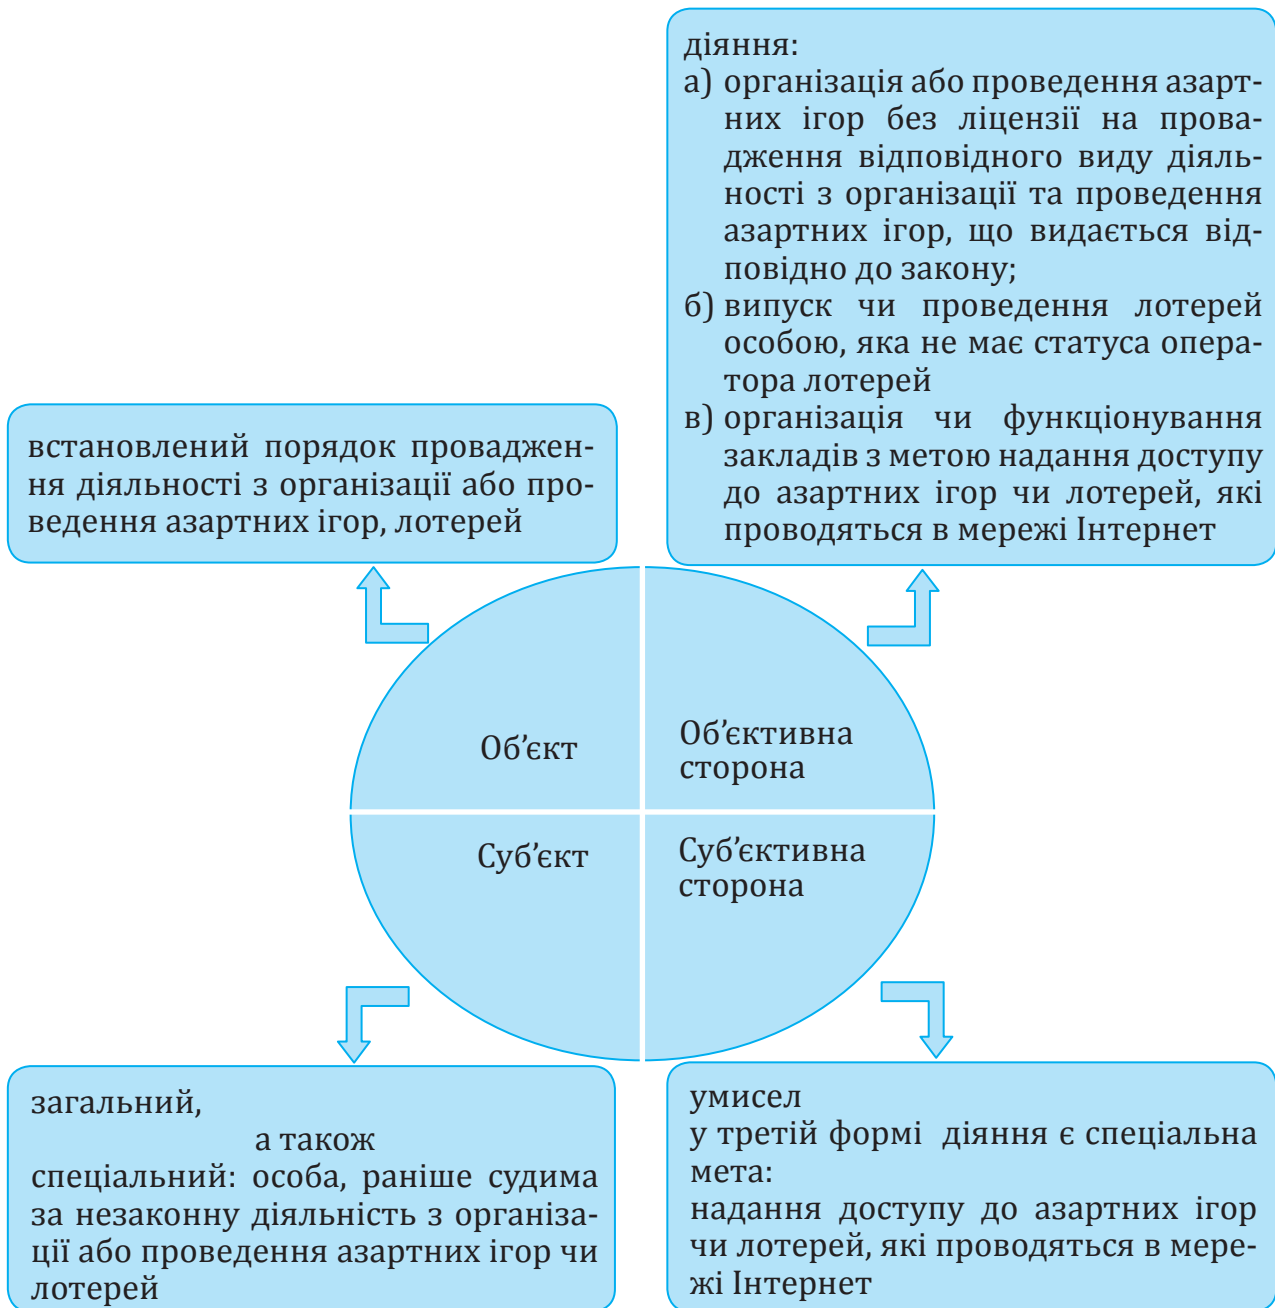 діяння:
а) організація або проведення азарт-
них ігор без ліцензії на прова-
дження відповідного виду діяль-
ності з організації та проведення
азартних ігор, що видається від-
повідно до закону;
б) випуск чи проведення лотерей
особою, яка не має статуса опера-
тора лотерей
в) організація чи функціонування
закладів з метою надання доступу
до азартних ігор чи лотерей, які
проводяться в мережі Інтернет
встановлений порядок проваджен-
ня діяльності з організації або про-
ведення азартних ігор, лотерей
Об’єкт
Об’єктивна
сторона
Суб’єкт
Суб’єктивна
сторона
загальний,
а також
спеціальний: особа, раніше судима
за незаконну діяльність з організа-
ції або проведення азартних ігор чи
лотерей
умисел
у третій формі діяння є спеціальна
мета:
надання доступу до азартних ігор
чи лотерей, які проводяться в мере-
жі Інтернет